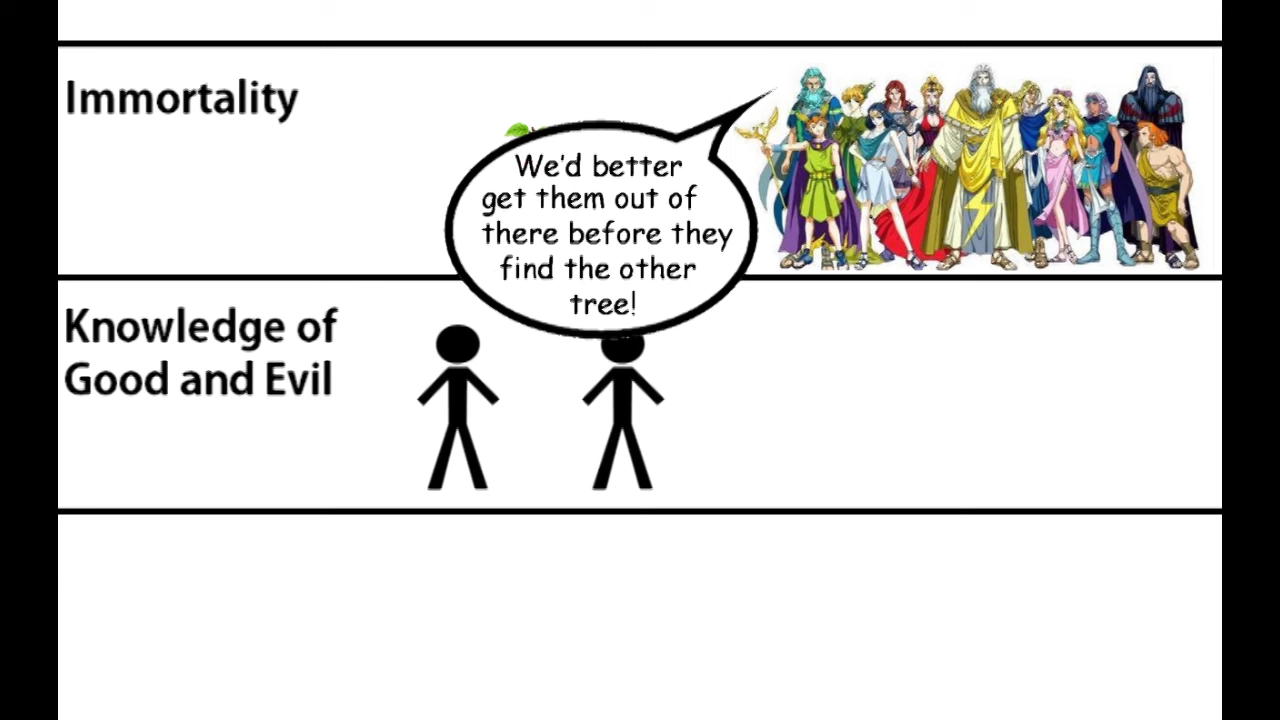 Immortality
We'd better
get them out of
there before they
find the other
tree!
Knowledge of
Good and Evil